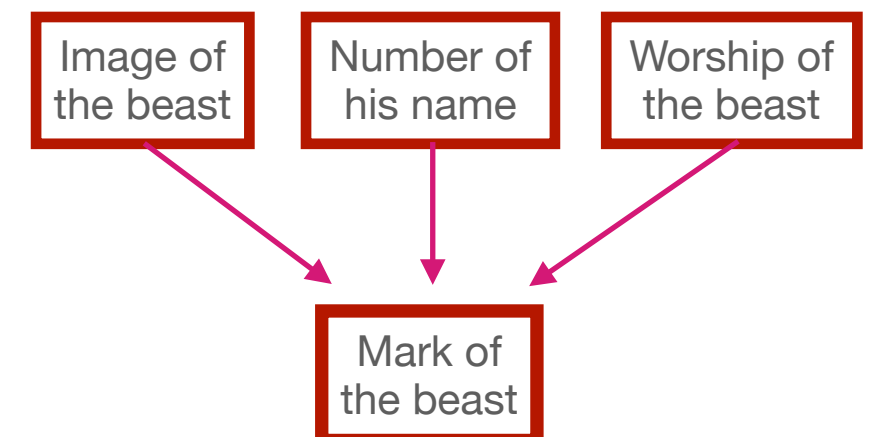 Image of
the beast
Number of
his name
Worship of
the beast
Mark of
the beast